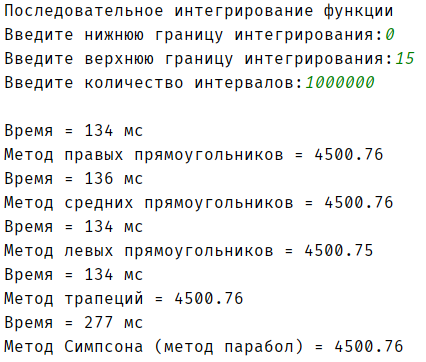 Последовательное интегрирование функции
Введите нижнюю границу интегрирования:0
Введите верхнюю границу интегрирования:15
Введите количество интервалов:1000000
Время = 134 мс
Метод правых прямоугольников = 4500.76
Время = 136 мс
Метод средних прямоугольников = 4500.76
Время = 134 мс
Метод левых прямоугольников = 4500.75
Время = 134 мс
Метод трапеций = 4500.76
Время = 277 мс
Метод Симпсона (метод парабол) = 4500.76